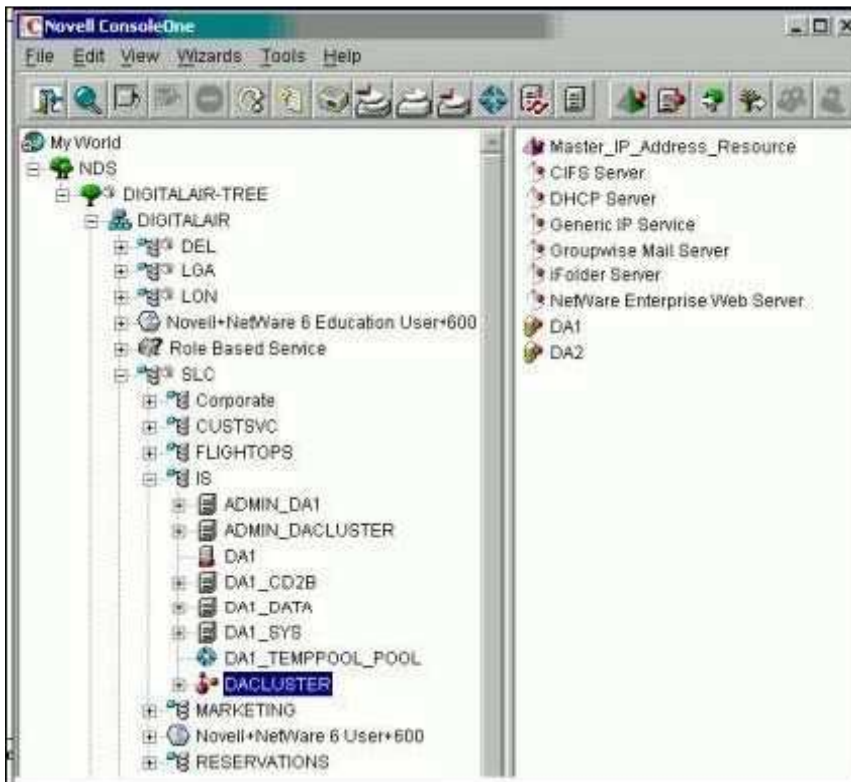 Novell ConsoleOne
File Edit View Wizards Tools Help
My World
NDS
DIGITALAIR-TREE
DIGITALAIR
DEL
LGA
LON
Novell+NetWare 6 Education User+600
Role Based Service
SLC
Corporate
CUSTSVC
FLIGHTOPS
IS
ADMIN_DA1
ADMIN_DACLUSTER
DA1
DA1_CD2B
DA1_DATA
DA1_SYS
DA1_TEMPPOOL_POOL
DACLUSTER
MARKETING
Novell+NetWare 6 User+600
RESERVATIONS
Master_IP_Address_Resource
CIFS Server
DHCP Server
Generic IP Service
Groupwise Mail Server
iFolder Server
NetWare Enterprise Web Server
DA1
DA2